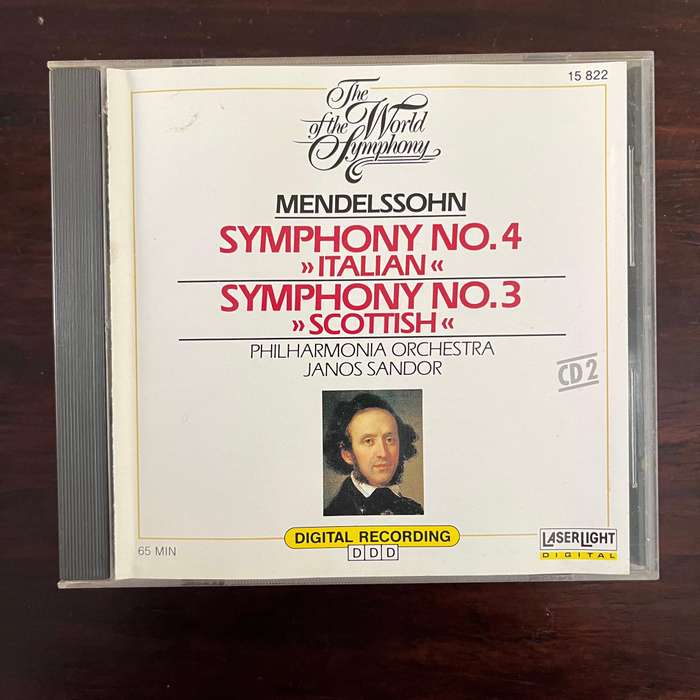 15 822
The World
of the Symphony
MENDELSSOHN
SYMPHONY NO. 4
»ITALIAN«
SYMPHONY NO. 3
»SCOTTISH«
PHILHARMONIA ORCHESTRA
JANOS SANDOR
CD 2
DIGITAL RECORDING
DDD
65 MIN
LASERLIGHT
DIGITAL